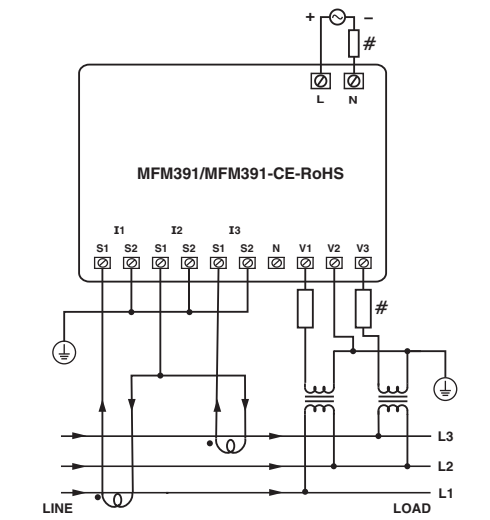 + −
#
L N
MFM391/MFM391-CE-RoHS
I1 I2 I3
S1 S2 S1 S2 S1 S2 N V1 V2 V3
#
L3
L2
L1
LINE LOAD